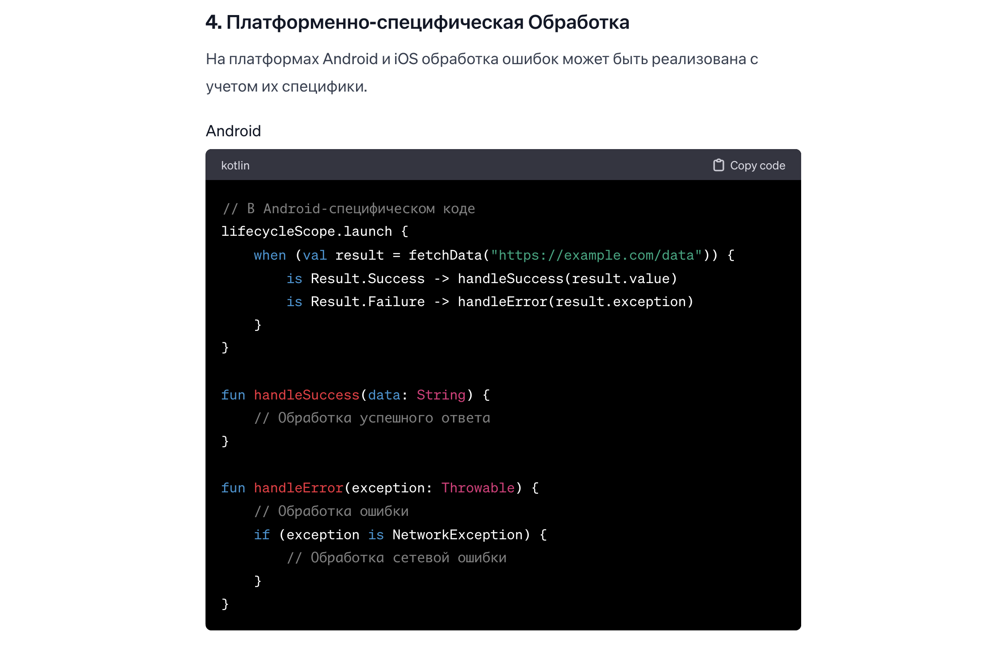 4. Платформенно-специфическая Обработка
На платформах Android и iOS обработка ошибок может быть реализована с
учетом их специфики.
Android
kotlin
Copy code
// В Android-специфическом коде
lifecycleScope.launch {
    when (val result = fetchData("https://example.com/data")) {
        is Result.Success -> handleSuccess(result.value)
        is Result.Failure -> handleError(result.exception)
    }
}
fun handleSuccess(data: String) {
    // Обработка успешного ответа
}
fun handleError(exception: Throwable) {
    // Обработка ошибки
    if (exception is NetworkException) {
        // Обработка сетевой ошибки
    }
}